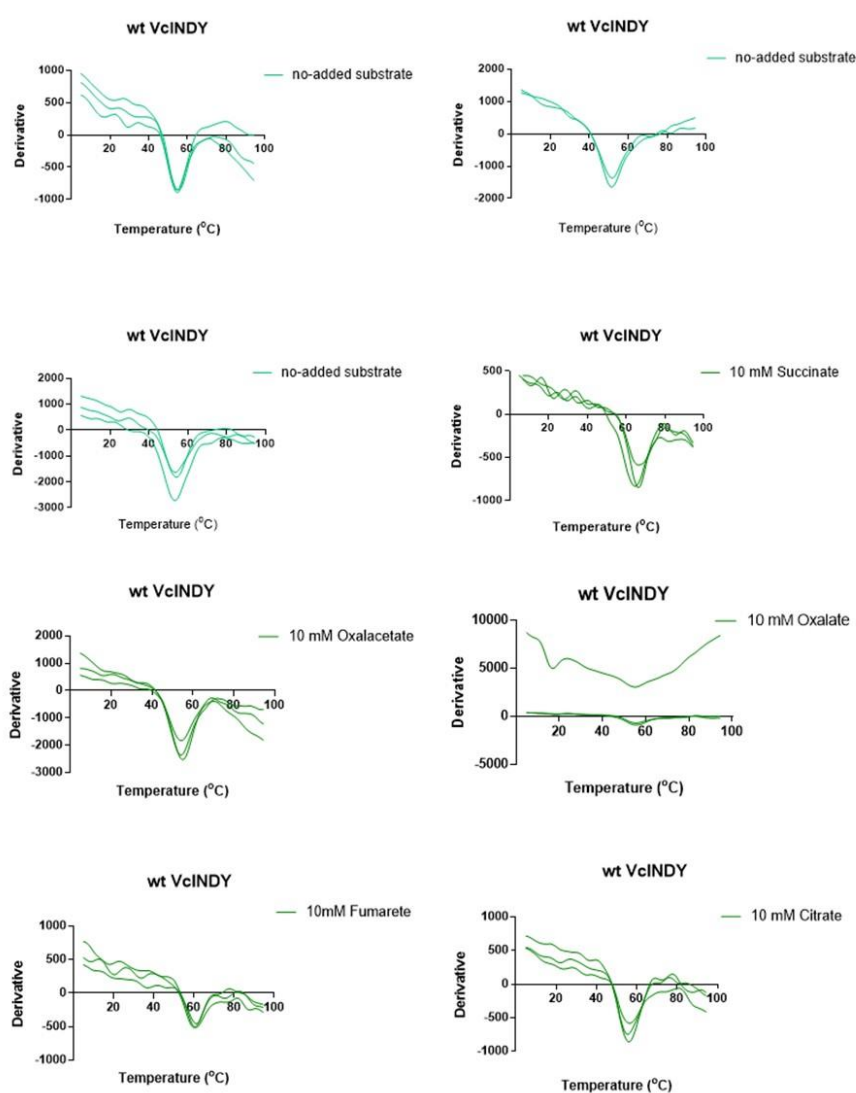 wt VcINDY
no-added substrate
1000
500
0
-500
-1000
20 40 60 80 100
Derivative
Temperature (°C)
wt VcINDY
no-added substrate
2000
1000
0
-1000
-2000
20 40 60 80 100
Derivative
Temperature (°C)
wt VcINDY
no-added substrate
2000
1000
0
-1000
-2000
-3000
20 40 60 80 100
Derivative
Temperature (°C)
wt VcINDY
10 mM Succinate
500
0
-500
-1000
20 40 60 80 100
Derivative
Temperature (°C)
wt VcINDY
10 mM Oxalacetate
2000
1000
0
-1000
-2000
-3000
20 40 60 80 100
Derivative
Temperature (°C)
wt VcINDY
10 mM Oxalate
10000
5000
0
-5000
20 40 60 80 100
Derivative
Temperature (°C)
wt VcINDY
10mM Fumarete
1000
500
0
-500
-1000
20 40 60 80 100
Derivative
Temperature (°C)
wt VcINDY
10 mM Citrate
1000
500
0
-500
-1000
20 40 60 80 100
Derivative
Temperature (°C)